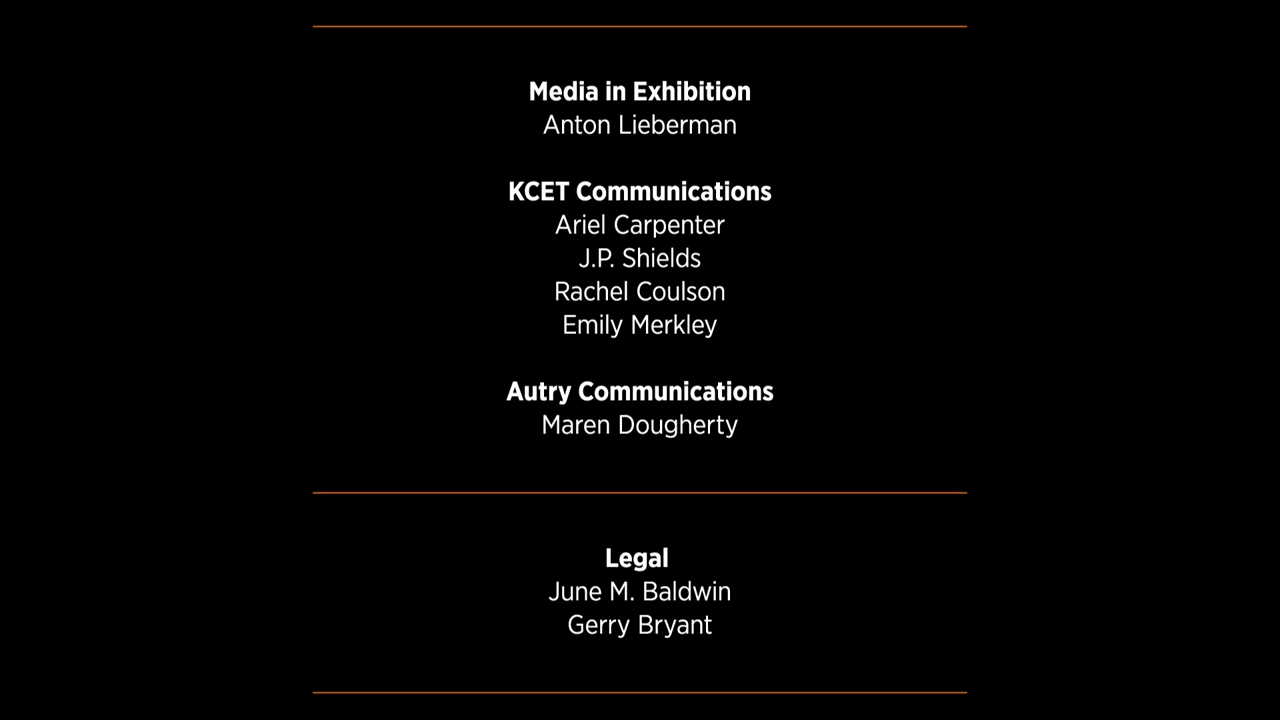 Media in Exhibition
Anton Lieberman
KCET Communications
Ariel Carpenter
J.P. Shields
Rachel Coulson
Emily Merkley
Autry Communications
Maren Dougherty
Legal
June M. Baldwin
Gerry Bryant